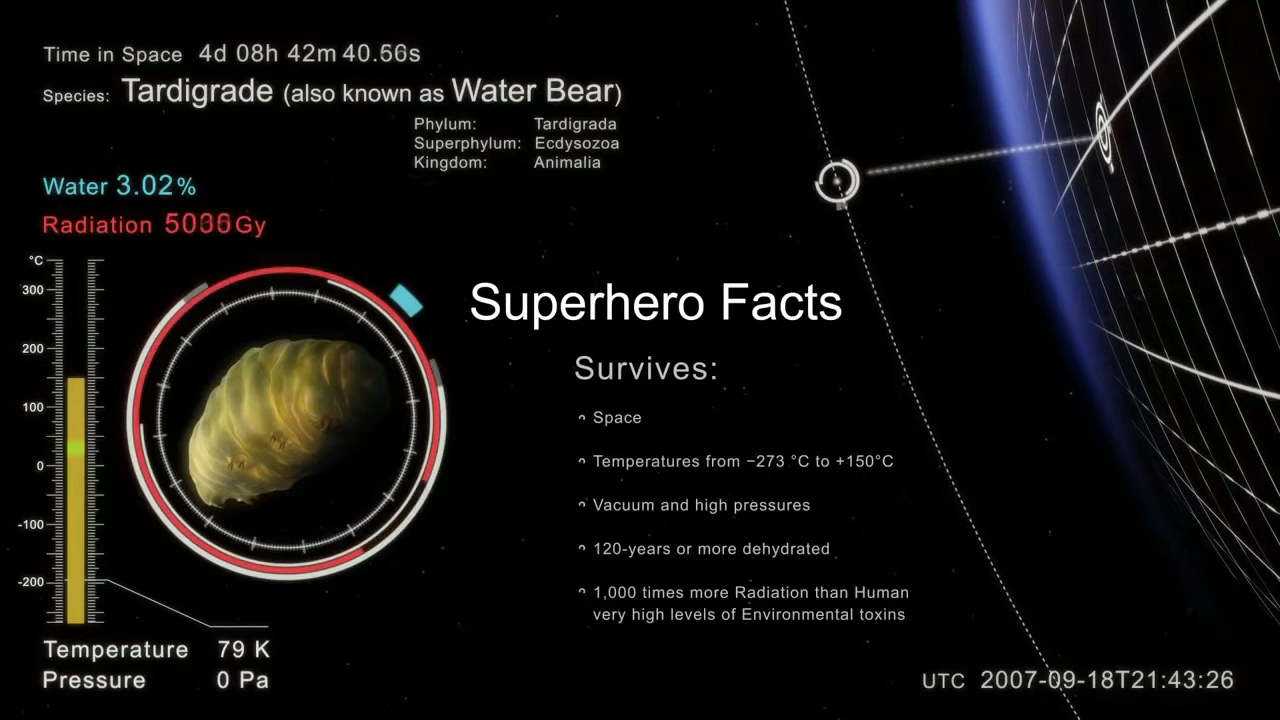 Time in Space 4d 08h 42m 40.56s
Species: Tardigrade (also known as Water Bear)
Phylum: Tardigrada
Superphylum: Ecdysozoa
Kingdom: Animalia
Water 3.02%
Radiation Gy
°C
300
200
100
0
-100
-200
Temperature 79 K
Pressure 0 Pa
Superhero Facts
Survives:
Space
Temperatures from −273 °C to +150°C
Vacuum and high pressures
120-years or more dehydrated
1,000 times more Radiation than Human
very high levels of Environmental toxins
UTC 2007-09-18T21:43:26